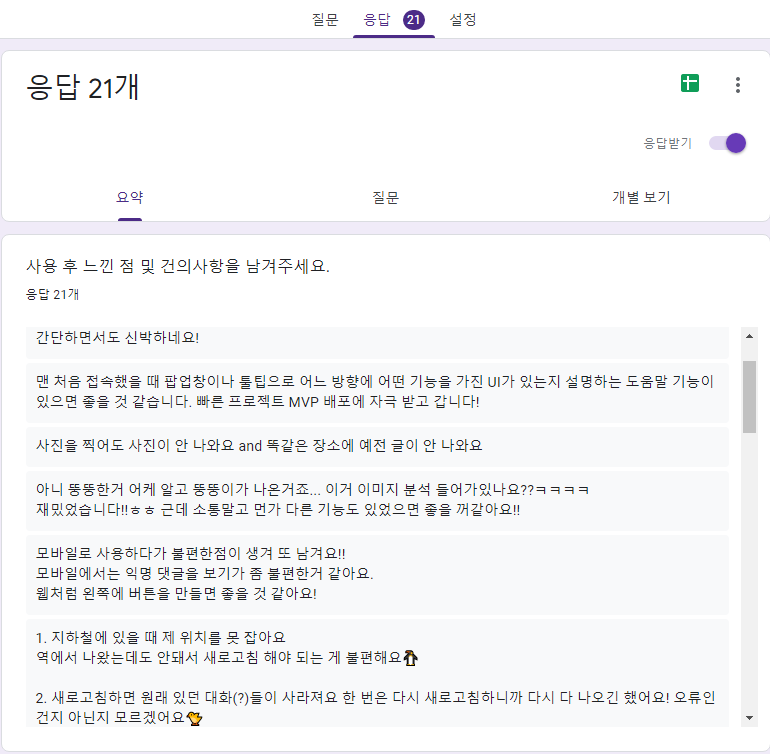 질문 응답 21 설정
응답 21개
응답받기
요약 질문 개별 보기
사용 후 느낀 점 및 건의사항을 남겨주세요.
응답 21개
간단하면서도 신박하네요!
맨 처음 접속했을 때 팝업창이나 툴팁으로 어느 방향에 어떤 기능을 가진 UI가 있는지 설명하는 도움말 기능이
있으면 좋을 것 같습니다. 빠른 프로젝트 MVP 배포에 자극 받고 갑니다!
사진을 찍어도 사진이 안 나와요 and 똑같은 장소에 예전 글이 안 나와요
아니 뚱뚱한거 어케 알고 뚱뚱이가 나온거죠... 이거 이미지 분석 들어가있나요??ㅋㅋㅋㅋ
재밌었습니다!!ㅎㅎ 근데 소통말고 먼가 다른 기능도 있었으면 좋을 꺼같아요!!
모바일로 사용하다가 불편한점이 생겨 또 남겨요!!
모바일에서는 익명 댓글을 보기가 좀 불편한거 같아요.
웹처럼 왼쪽에 버튼을 만들면 좋을 것 같아요!
1. 지하철에 있을 때 제 위치를 못 잡아요
역에서 나왔는데도 안돼서 새로고침 해야 되는 게 불편해요🐧
2. 새로고침하면 원래 있던 대화(?)들이 사라져요 한 번은 다시 새로고침하니까 다시 다 나오긴 했어요! 오류인
건지 아닌지 모르겠어요🐤